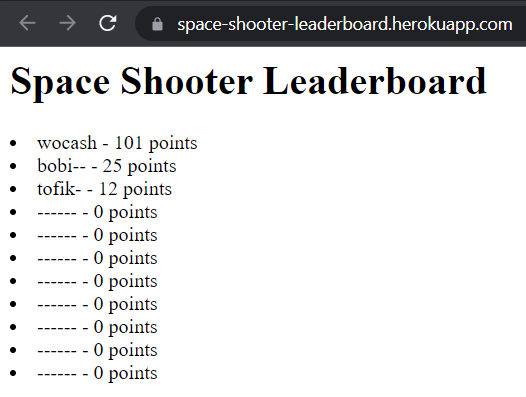 space-shooter-leaderboard.herokuapp.com
Space Shooter Leaderboard
• wocash - 101 points
• bobi-- - 25 points
• tofik- - 12 points
• ------ - 0 points
• ------ - 0 points
• ------ - 0 points
• ------ - 0 points
• ------ - 0 points
• ------ - 0 points
• ------ - 0 points
• ------ - 0 points